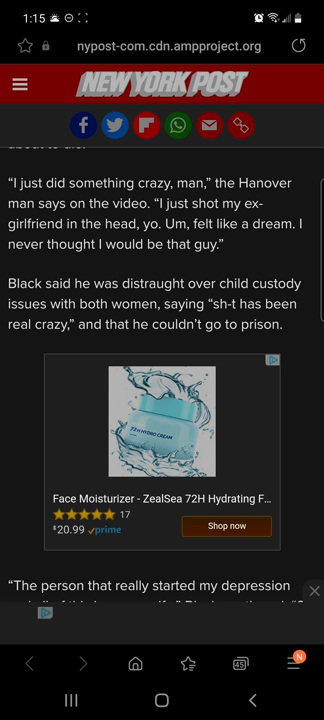 1:15
nypost-com.cdn.ampproject.org
NEW YORK POST
“I just did something crazy, man,” the Hanover
man says on the video. “I just shot my ex-
girlfriend in the head, yo. Um, felt like a dream. I
never thought I would be that guy.”
Black said he was distraught over child custody
issues with both women, saying “sh-t has been
real crazy,” and that he couldn’t go to prison.
72H HYDRO CREAM
Face Moisturizer - ZealSea 72H Hydrating F...
17
$20.99 prime
Shop now
“The person that really started my depression
45
N